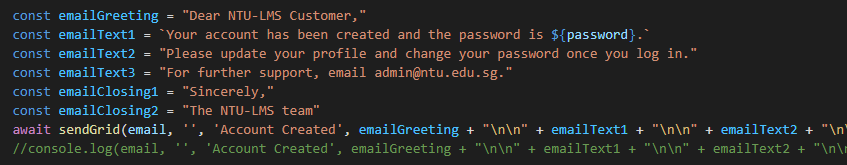 const emailGreeting = "Dear NTU-LMS Customer,"
const emailText1 = `Your account has been created and the password is ${password}.`
const emailText2 = "Please update your profile and change your password once you log in."
const emailText3 = "For further support, email admin@ntu.edu.sg."
const emailClosing1 = "Sincerely,"
const emailClosing2 = "The NTU-LMS team"
await sendGrid(email, '', 'Account Created', emailGreeting + "\n\n" + emailText1 + "\n\n" + emailText2 + "\n
//console.log(email, '', 'Account Created', emailGreeting + "\n\n" + emailText1 + "\n\n" + emailText2 + "\n\n